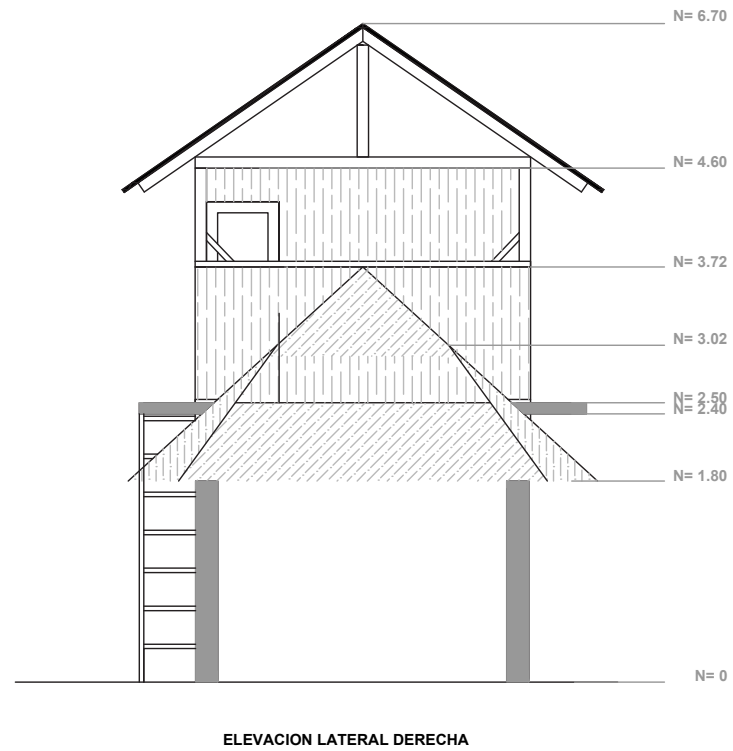 N= 6.70
N= 4.60
N= 3.72
N= 3.02
N= 2.50
N= 2.40
N= 1.80
N= 0
ELEVACION LATERAL DERECHA